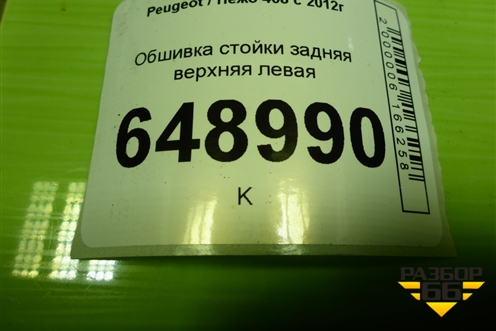 Peugeot / Пежо 408 с 2012г
Обшивка стойки задняя
верхняя левая
648990
К
2000006166258
РАЗБОР
66